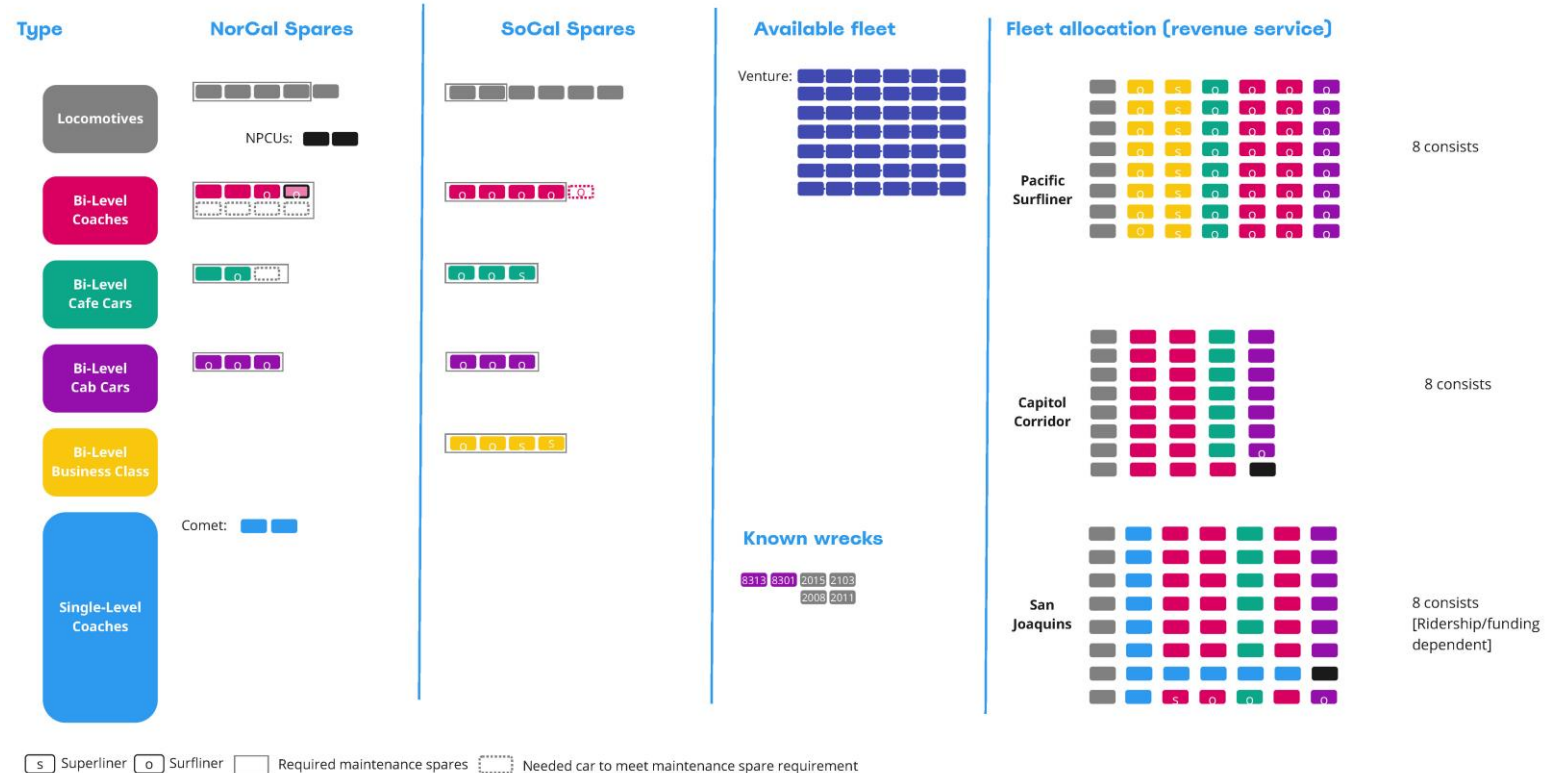 Type
NorCal Spares
SoCal Spares
Available fleet
Fleet allocation (revenue service)
Locomotives
NPCUs:
Venture:
Bi-Level
Coaches
o o
o o o o o
Bi-Level
Cafe Cars
o
o o s
Bi-Level
Cab Cars
o o o
o o o
Bi-Level
Business Class
o o s s
Single-Level
Coaches
Comet:
Known wrecks
8313 8301 2015 2103
2008 2011
Pacific
Surfliner
o s o o o o
o s o o o o
o s o o o o
o s o o o o
o s o o o o
o s o o o o
o s o o o o
o s o o o o
8 consists
Capitol
Corridor
o
8 consists
San
Joaquins
s o o o
8 consists
[Ridership/funding
dependent]
s Superliner o Surfliner Required maintenance spares Needed car to meet maintenance spare requirement